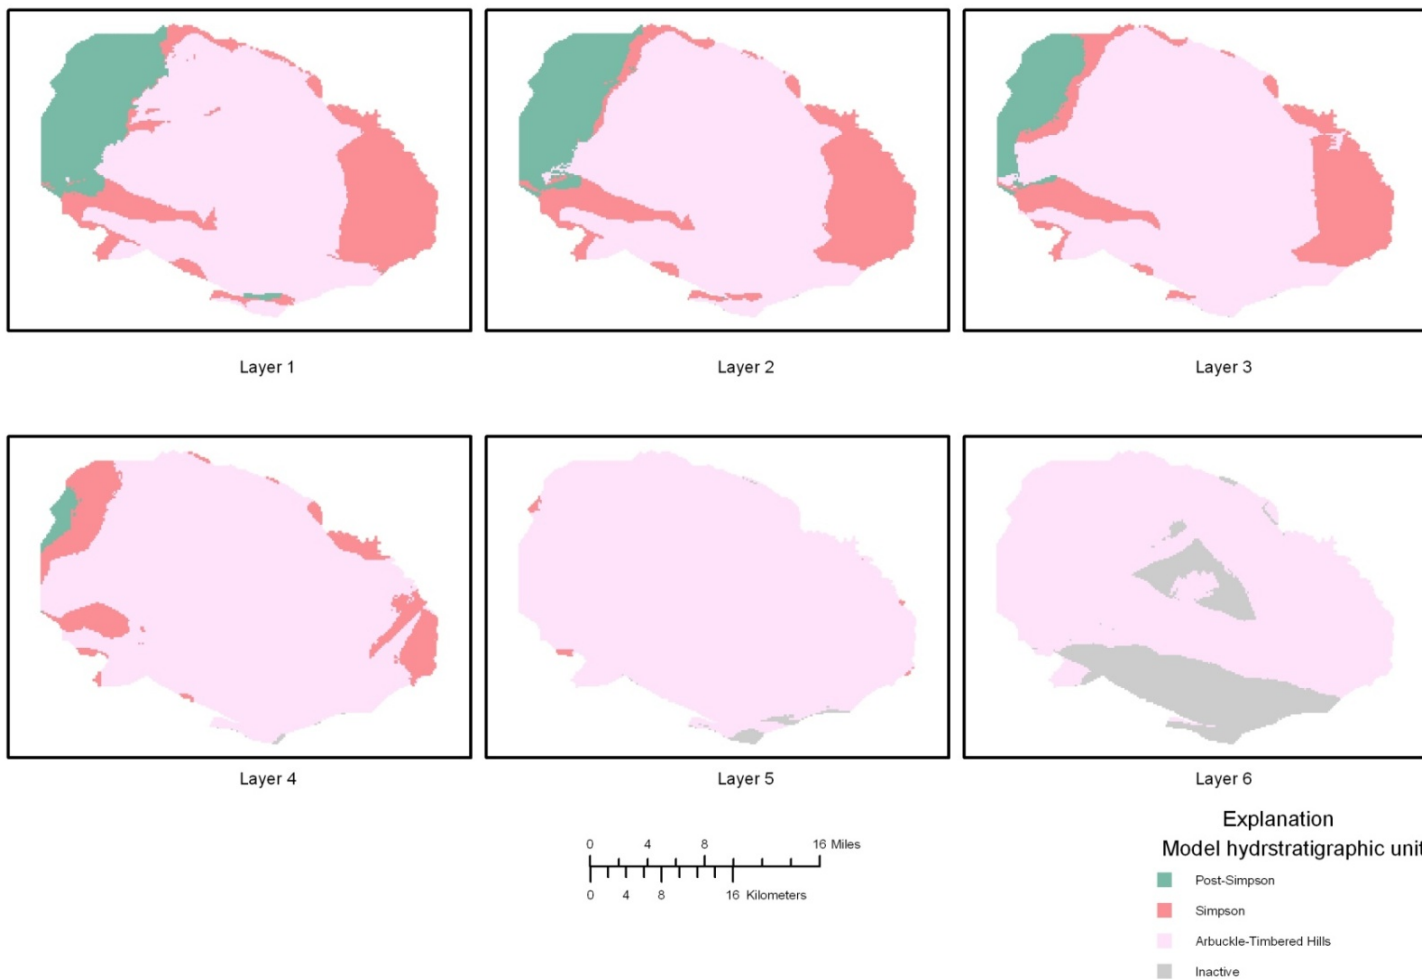 Layer 1
Layer 2
Layer 3
Layer 4
Layer 5
Layer 6
0 4 8 16 Miles
0 4 8 16 Kilometers
Explanation
Model hydrstratigraphic unit
Post-Simpson
Simpson
Arbuckle-Timbered Hills
Inactive